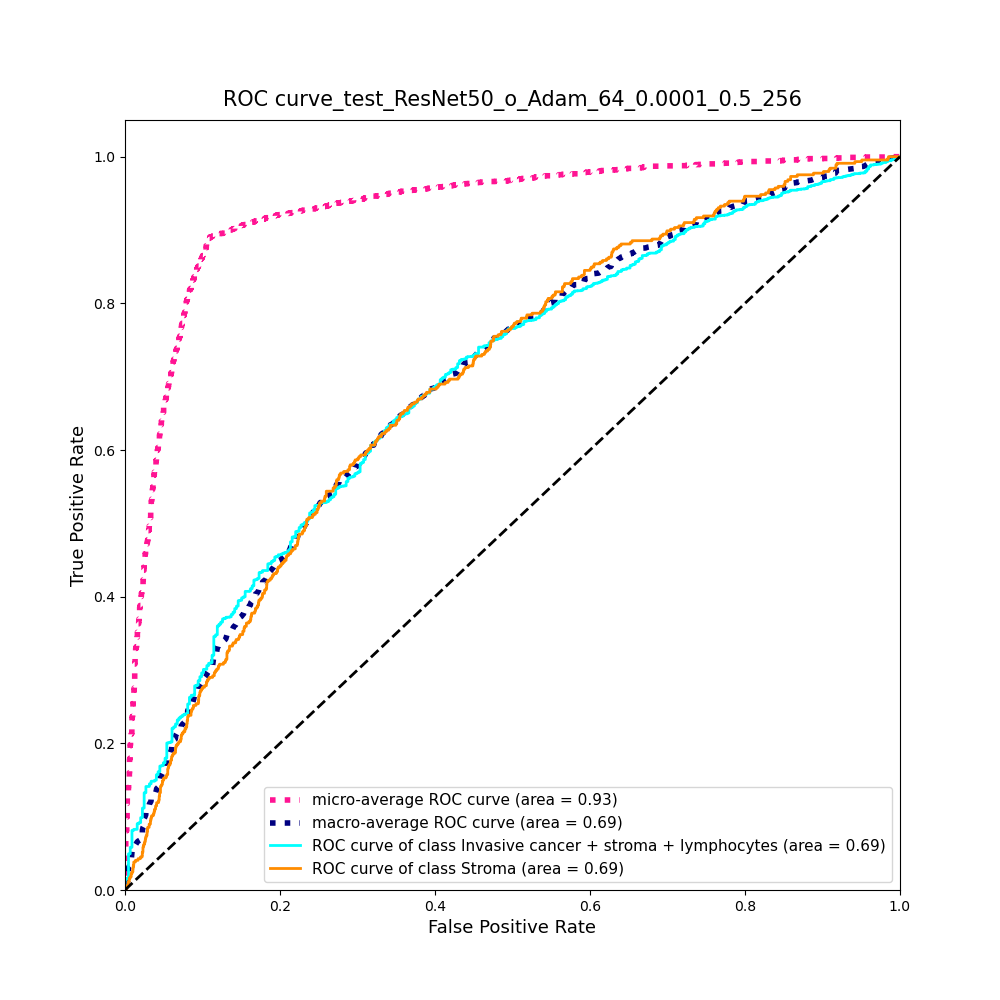 ROC curve_test_ResNet50_o_Adam_64_0.0001_0.5_256
True Positive Rate
1.0
0.8
0.6
0.4
0.2
0.0
micro-average ROC curve (area = 0.93)
macro-average ROC curve (area = 0.69)
ROC curve of class Invasive cancer + stroma + lymphocytes (area = 0.69)
ROC curve of class Stroma (area = 0.69)
0.0 0.2 0.4 0.6 0.8 1.0
False Positive Rate